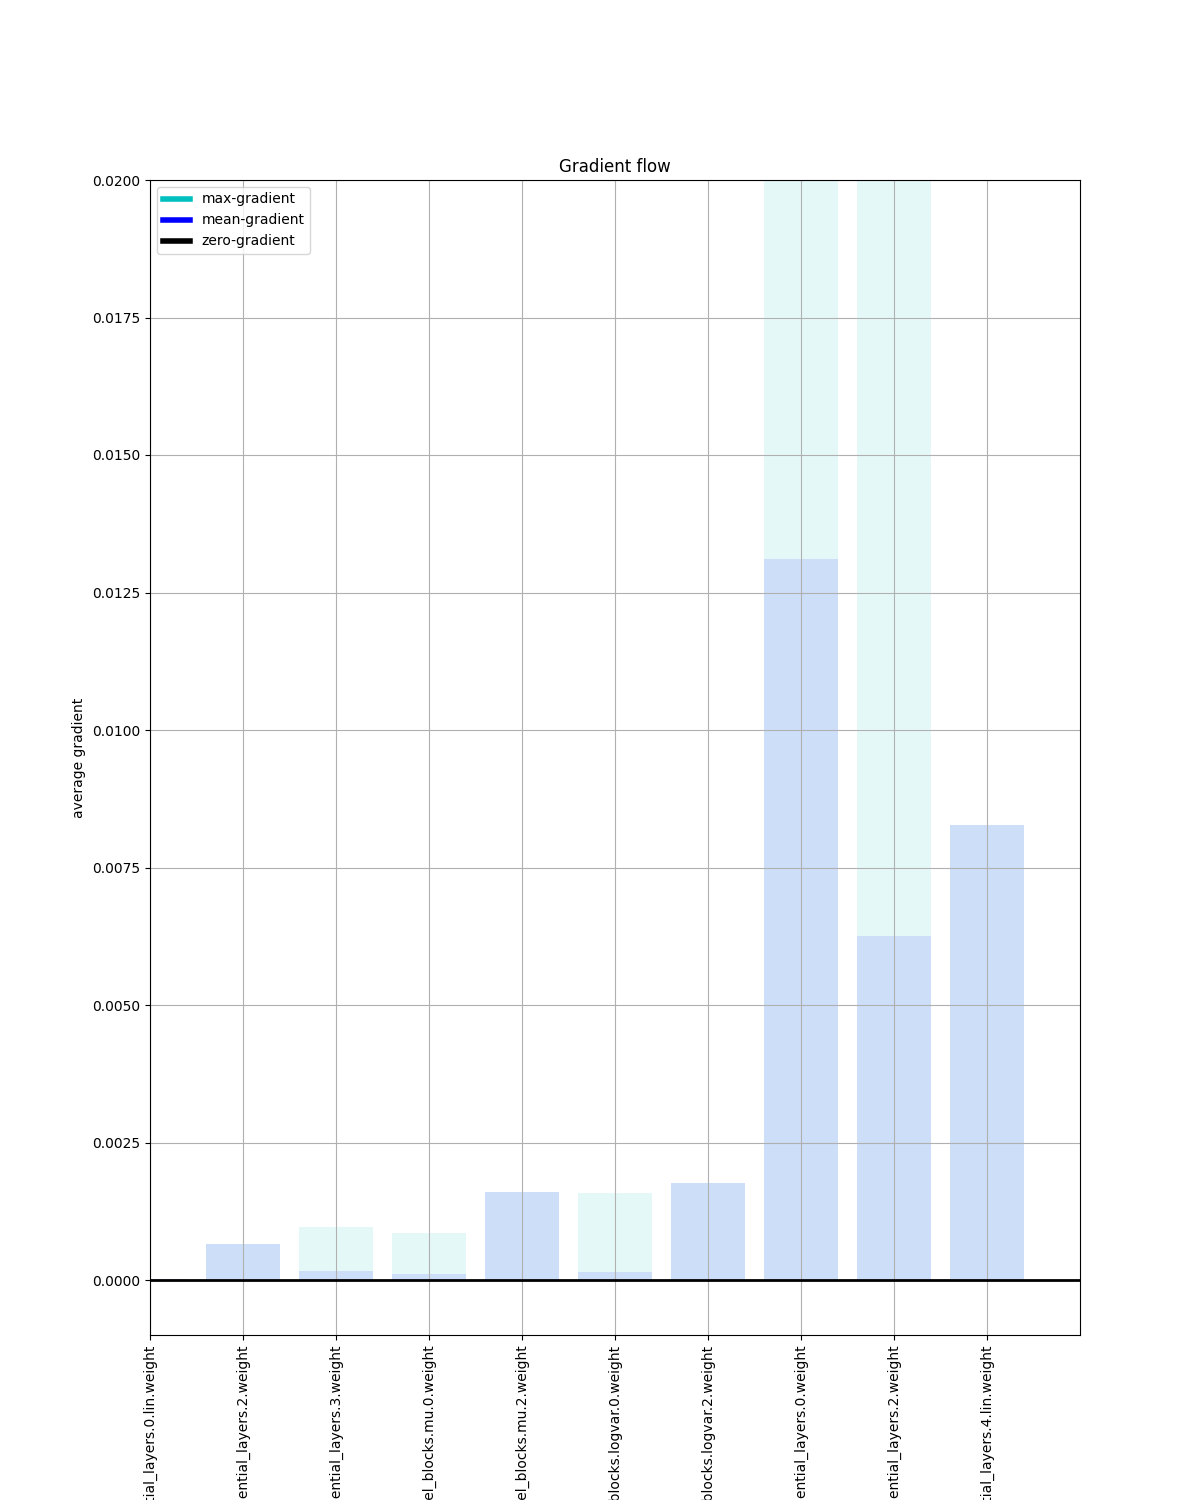 Gradient flow
max-gradient
mean-gradient
zero-gradient
0.0200
0.0175
0.0150
0.0125
0.0100
0.0075
0.0050
0.0025
0.0000
average gradient
tial_layers.0.lin.weight
ential_layers.2.weight
ential_layers.3.weight
el_blocks.mu.0.weight
el_blocks.mu.2.weight
blocks.logvar.0.weight
blocks.logvar.2.weight
ential_layers.0.weight
ential_layers.2.weight
tial_layers.4.lin.weight